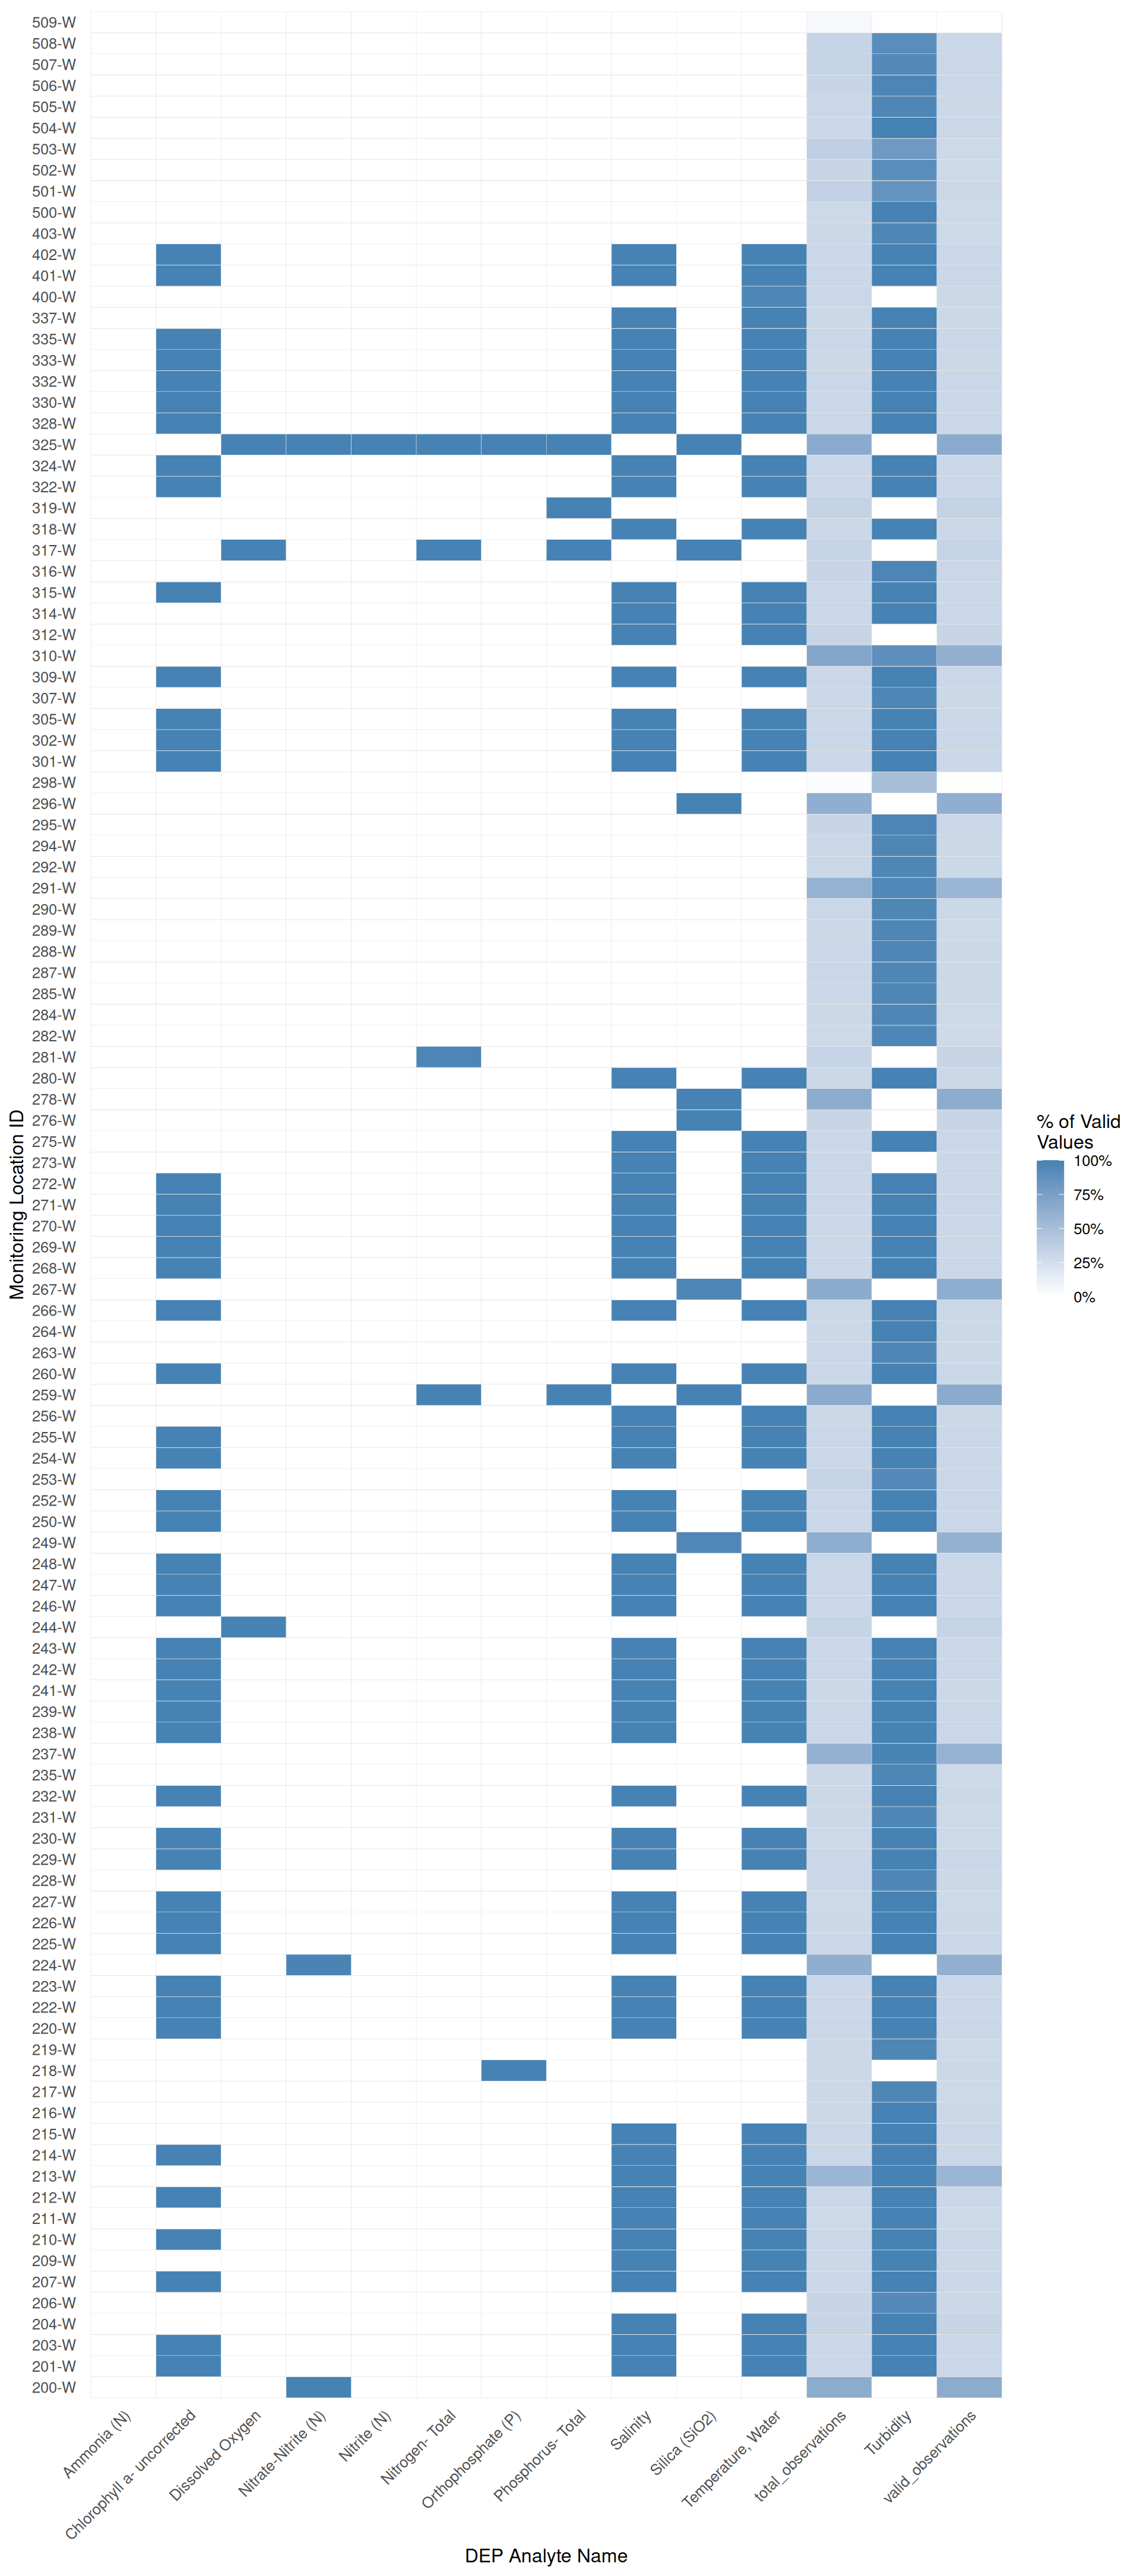 509-W
508-W
507-W
506-W
505-W
504-W
503-W
502-W
501-W
500-W
403-W
402-W
401-W
400-W
337-W
335-W
333-W
332-W
330-W
328-W
325-W
324-W
322-W
319-W
318-W
317-W
316-W
315-W
314-W
312-W
310-W
309-W
307-W
305-W
302-W
301-W
298-W
296-W
295-W
294-W
292-W
291-W
290-W
289-W
288-W
287-W
285-W
284-W
282-W
281-W
280-W
278-W
276-W
275-W
273-W
272-W
271-W
270-W
269-W
268-W
267-W
266-W
264-W
263-W
260-W
259-W
256-W
255-W
254-W
253-W
252-W
250-W
249-W
248-W
247-W
246-W
244-W
243-W
242-W
241-W
239-W
238-W
237-W
235-W
232-W
231-W
230-W
229-W
228-W
227-W
226-W
225-W
224-W
223-W
222-W
220-W
219-W
218-W
217-W
216-W
215-W
214-W
213-W
212-W
211-W
210-W
209-W
207-W
206-W
204-W
203-W
201-W
200-W
Monitoring Location ID
Ammonia (N)
Chlorophyll a- uncorrected
Dissolved Oxygen
Nitrate-Nitrite (N)
Nitrite (N)
Nitrogen- Total
Orthophosphate (P)
Phosphorus- Total
Salinity
Silica (SiO2)
Temperature, Water
total_observations
Turbidity
valid_observations
DEP Analyte Name
% of Valid
Values
100%
75%
50%
25%
0%